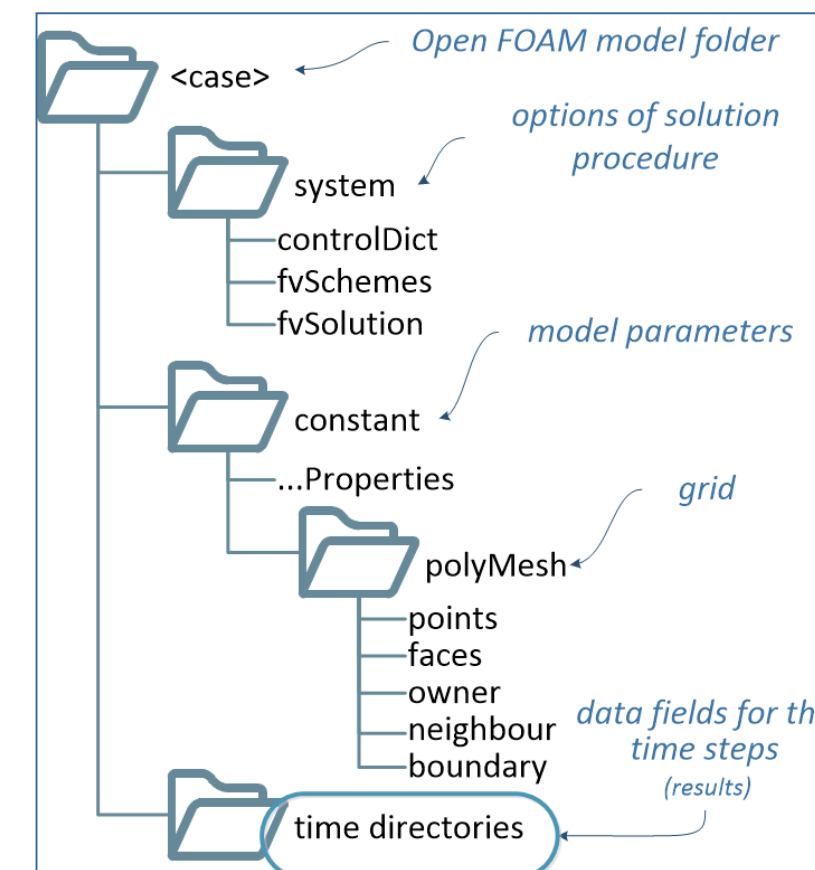 Open FOAM model folder
<case>
options of solution
procedure
system
controlDict
fvSchemes
fvSolution
model parameters
constant
...Properties
grid
polyMesh
points
faces
owner
neighbour
boundary
data fields for th
time steps
(results)
time directories